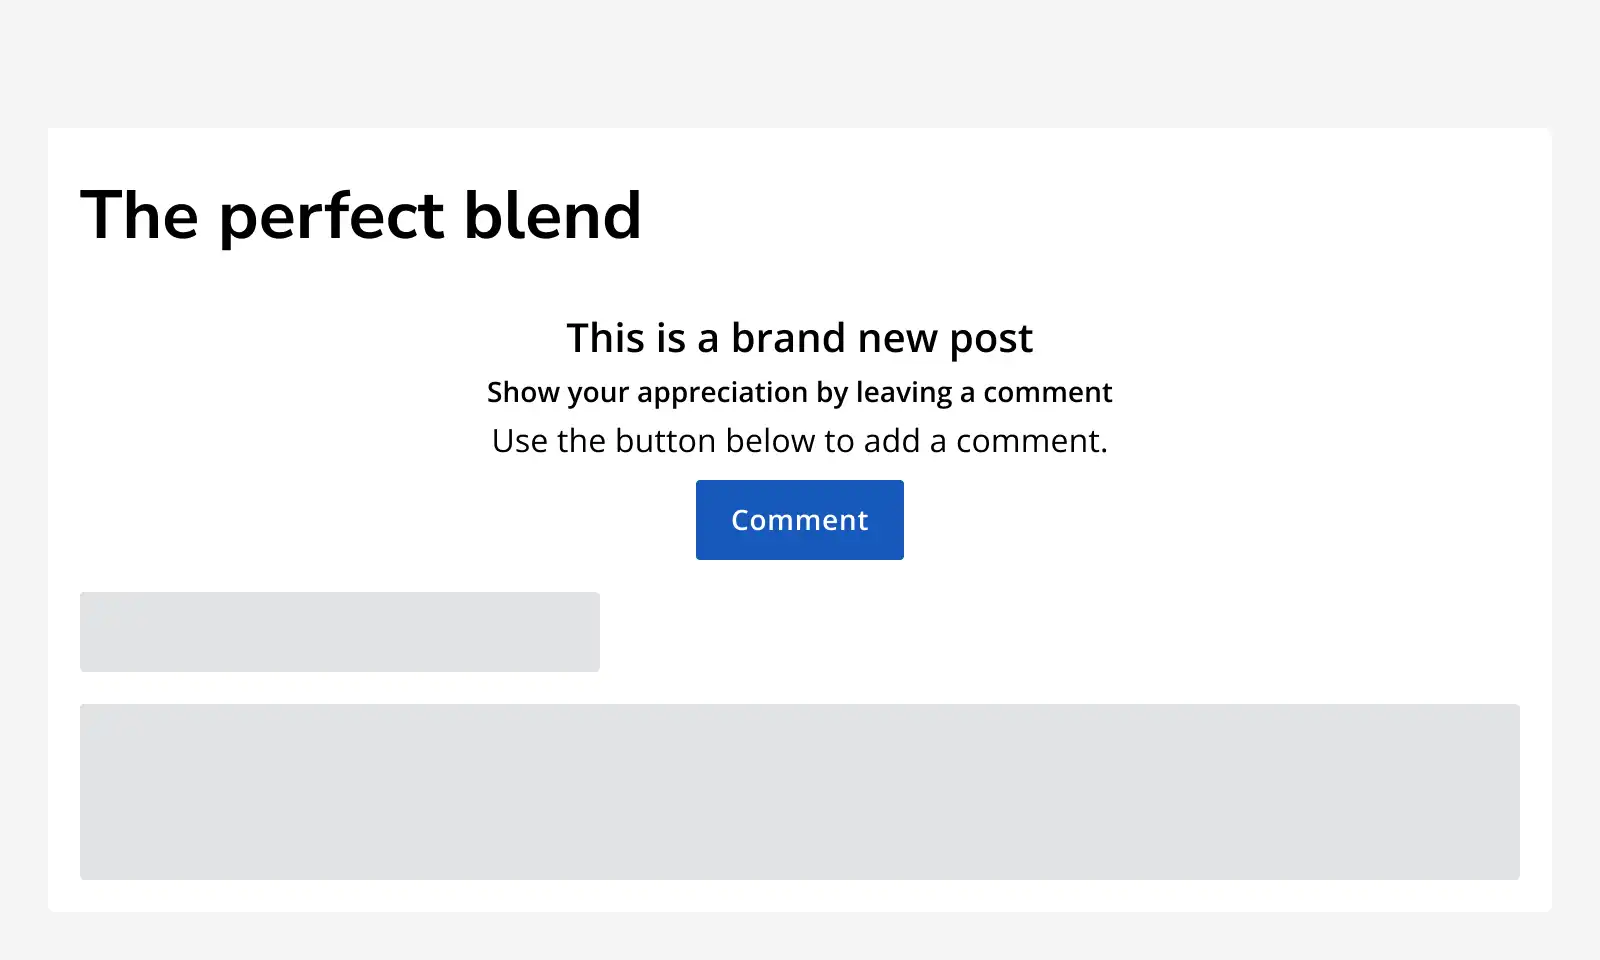 The perfect blend
This is a brand new post
Show your appreciation by leaving a comment
Use the button below to add a comment.
Comment